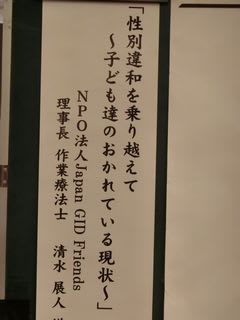 「性別違和を乗り越えて
～子ども達のおかれている現状～」
NPO法人Japan GID Friends
理事長 作業療法士 清水 展人